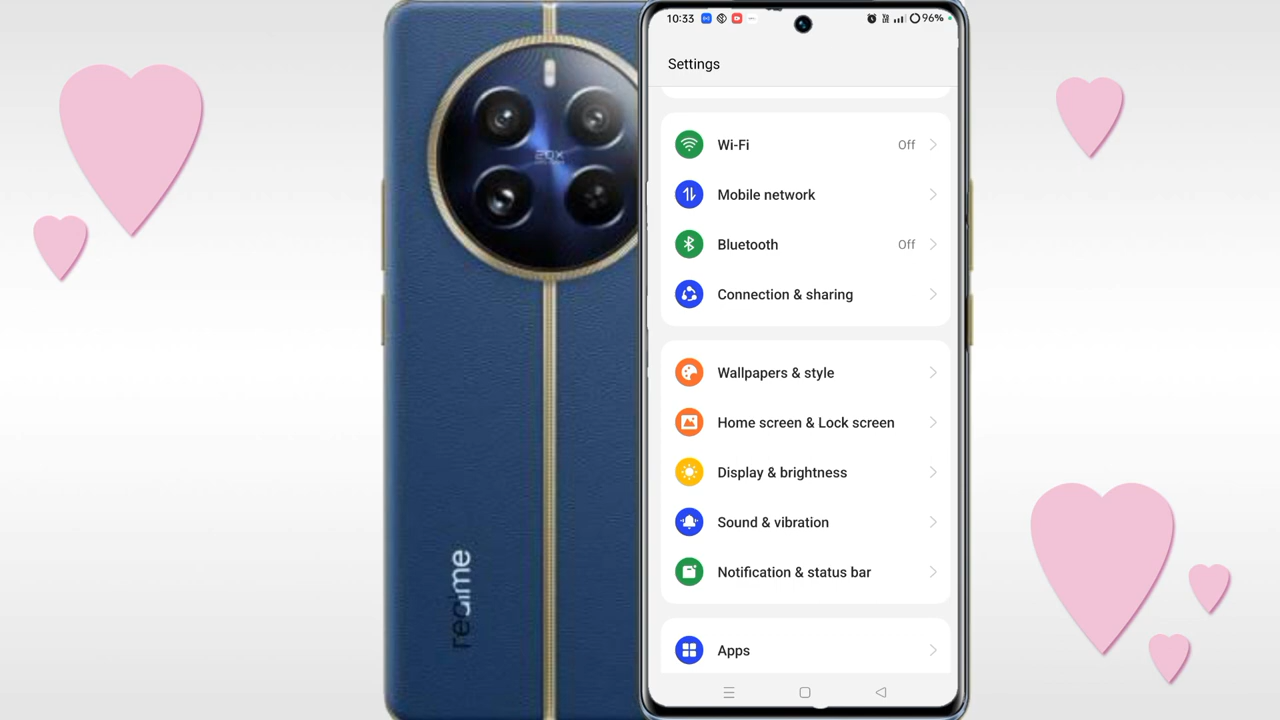 20X
realme
10:33
96%
Settings
Wi-Fi
Off
Mobile network
Bluetooth
Off
Connection & sharing
Wallpapers & style
Home screen & Lock screen
Display & brightness
Sound & vibration
Notification & status bar
Apps